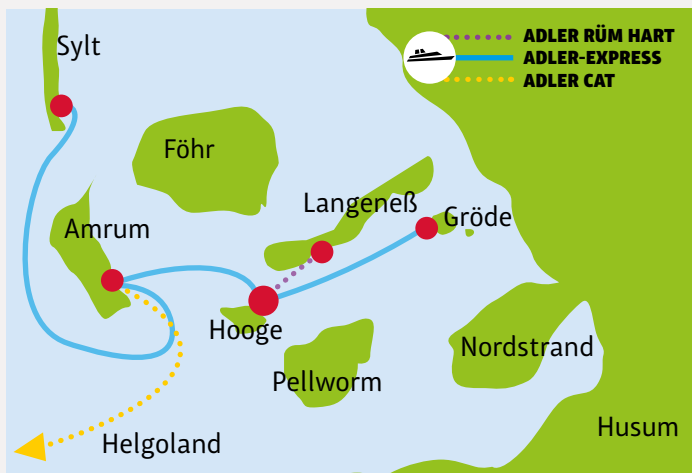 ADLER RÜM HART
ADLER-EXPRESS
ADLER CAT
Sylt
Föhr
Langeneß
Gröde
Amrum
Hooge
Nordstrand
Pellworm
Husum
Helgoland